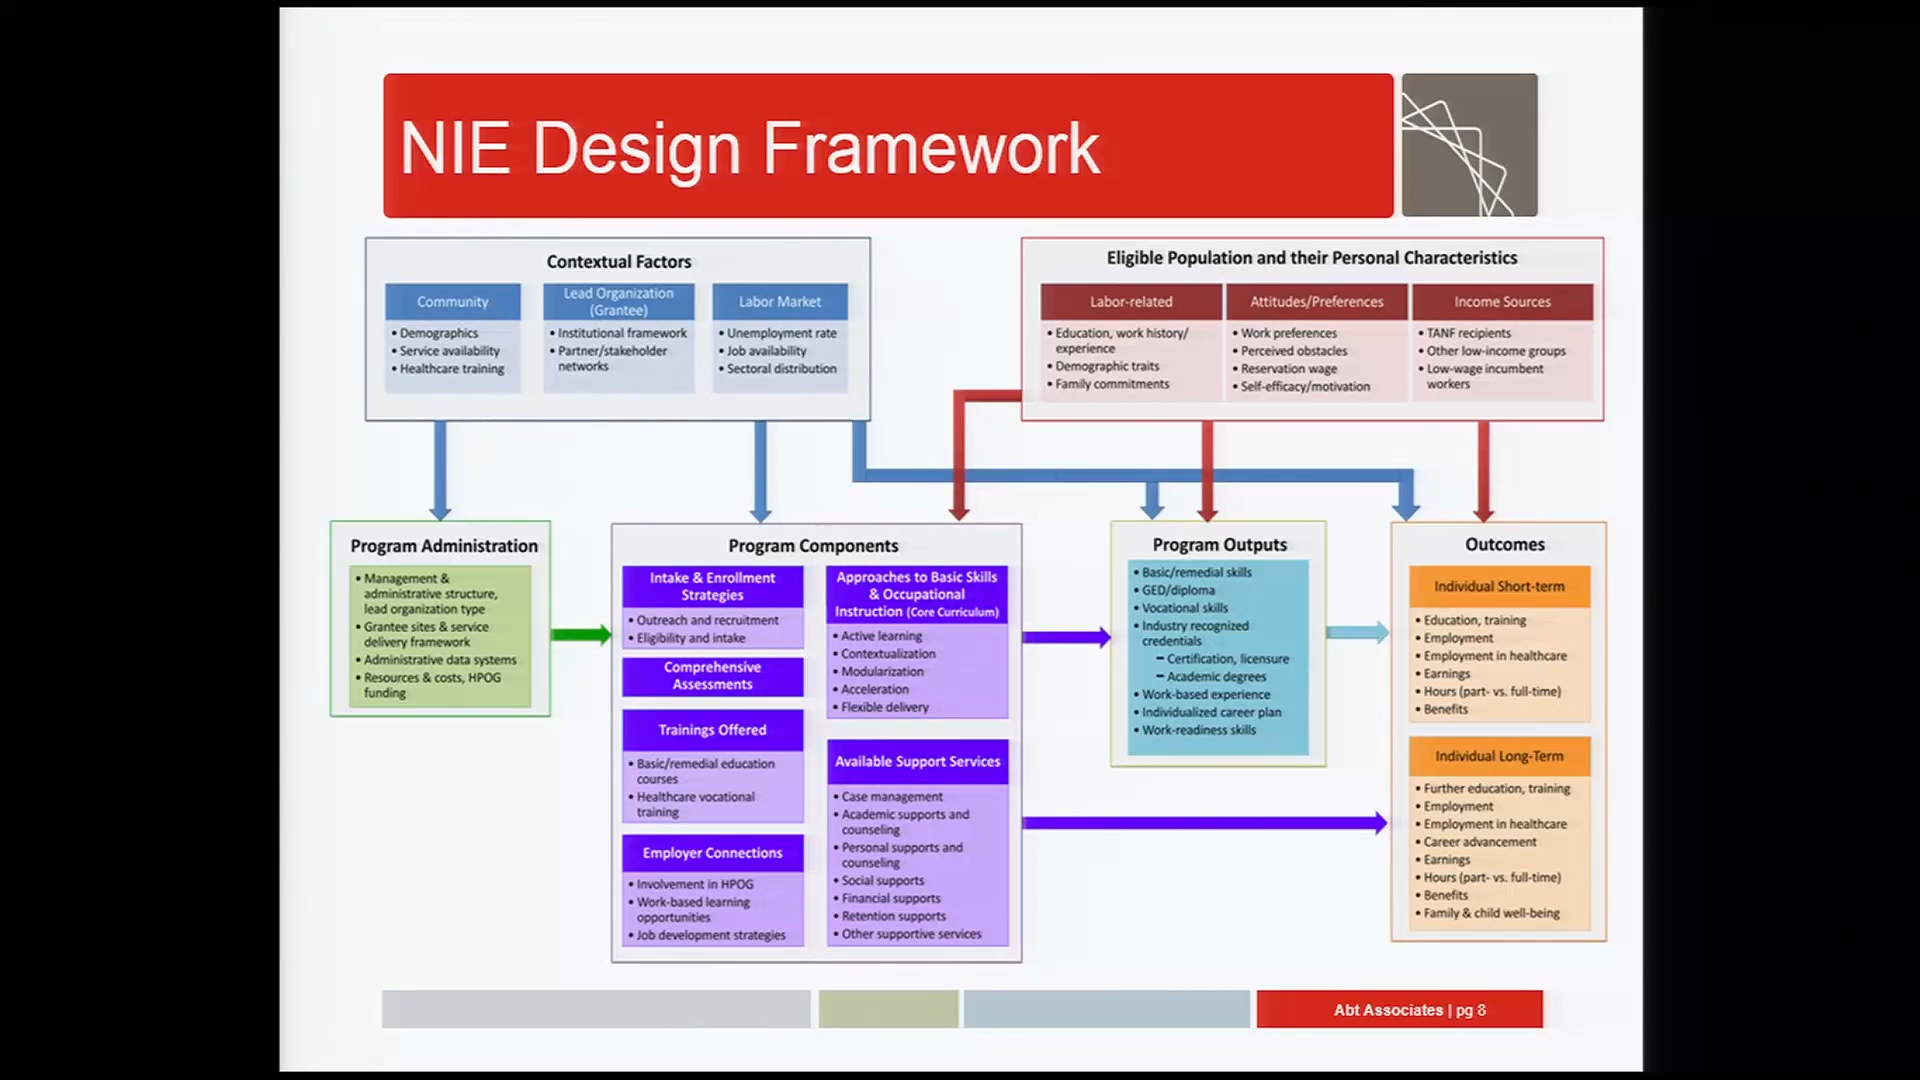 NIE Design Framework
Contextual Factors
Community
• Demographics
• Service availability
• Healthcare training
Lead Organization
(Grantee)
• Institutional framework
• Partner/stakeholder
networks
Labor Market
• Unemployment rate
• Job availability
• Sectoral distribution
Eligible Population and their Personal Characteristics
Labor-related
• Education, work history/
experience
• Demographic traits
• Family commitments
Attitudes/Preferences
• Work preferences
• Perceived obstacles
• Reservation wage
• Self-efficacy/motivation
Income Sources
• TANF recipients
• Other low-income groups
• Low-wage incumbent
workers
Program Administration
• Management &
administrative structure,
lead organization type
• Grantee sites & service
delivery framework
• Administrative data systems
• Resources & costs, HPOG
funding
Program Components
Intake & Enrollment
Strategies
• Outreach and recruitment
• Eligibility and intake
Comprehensive
Assessments
Trainings Offered
• Basic/remedial education
courses
• Healthcare vocational
training
Employer Connections
• Involvement in HPOG
• Work-based learning
opportunities
• Job development strategies
Approaches to Basic Skills
& Occupational
Instruction (Core Curriculum)
• Active learning
• Contextualization
• Modularization
• Acceleration
• Flexible delivery
Available Support Services
• Case management
• Academic supports and
counseling
• Personal supports and
counseling
• Social supports
• Financial supports
• Retention supports
• Other supportive services
Program Outputs
• Basic/remedial skills
• GED/diploma
• Vocational skills
• Industry recognized
credentials
– Certification, licensure
– Academic degrees
• Work-based experience
• Individualized career plan
• Work-readiness skills
Outcomes
Individual Short-term
• Education, training
• Employment
• Employment in healthcare
• Earnings
• Hours (part- vs. full-time)
• Benefits
Individual Long-Term
• Further education, training
• Employment
• Employment in healthcare
• Career advancement
• Earnings
• Hours (part- vs. full-time)
• Benefits
• Family & child well-being
Abt Associates | pg 8